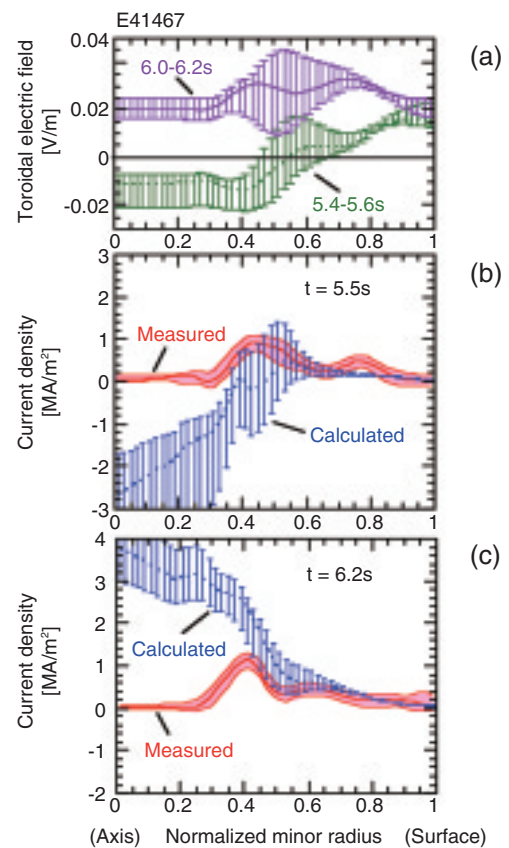 E41467
(a)
0.04
6.0-6.2s
0.02
0
-0.02
5.4-5.6s
Toroidal electric field
[V/m]
0 0.2 0.4 0.6 0.8 1
(b)
3
t = 5.5s
2
Measured
1
0
-1
Calculated
-2
-3
Current density
[MA/m²]
0 0.2 0.4 0.6 0.8 1
(c)
4
t = 6.2s
3
2
Calculated
1
0
Measured
-1
-2
Current density
[MA/m²]
0 0.2 0.4 0.6 0.8 1
(Axis) Normalized minor radius (Surface)